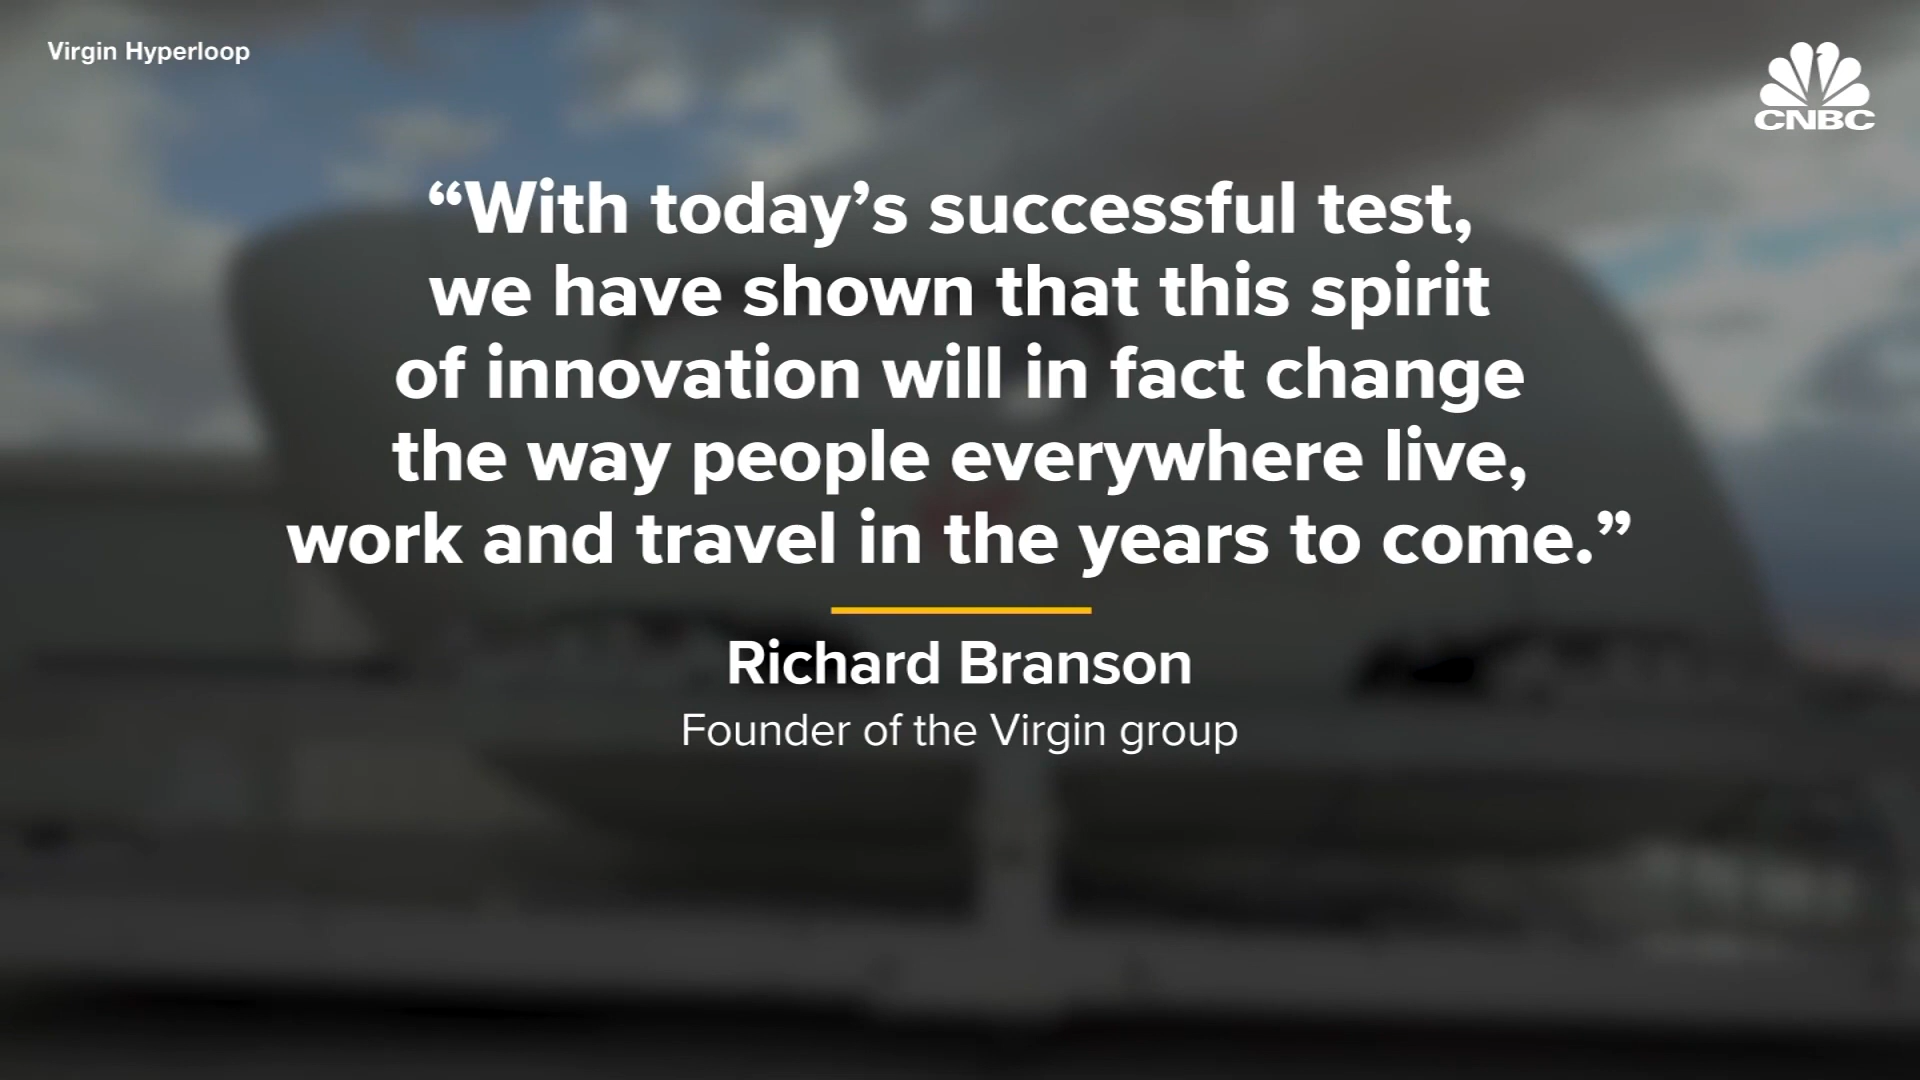 Virgin Hyperloop
CNBC
“With today’s successful test,
we have shown that this spirit
of innovation will in fact change
the way people everywhere live,
work and travel in the years to come.”
Richard Branson
Founder of the Virgin group